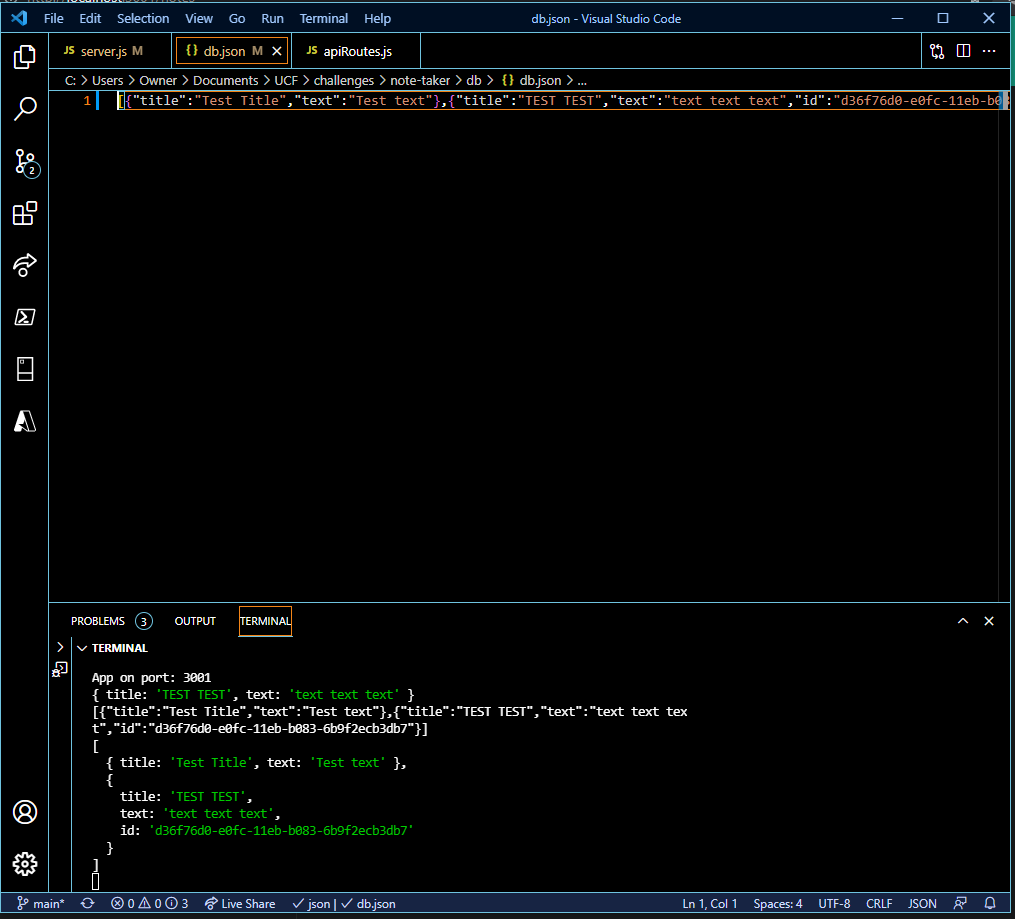 File Edit Selection View Go Run Terminal Help db.json - Visual Studio Code
JS server.js M {} db.json M JS apiRoutes.js
C: > Users > Owner > Documents > UCF > challenges > note-taker > db > {} db.json > ...
1 [{"title":"Test Title","text":"Test text"},{"title":"TEST TEST","text":"text text text","id":"d36f76d0-e0fc-11eb-b083
2
PROBLEMS 3 OUTPUT TERMINAL
TERMINAL
App on port: 3001
{ title: 'TEST TEST', text: 'text text text' }
[{"title":"Test Title","text":"Test text"},{"title":"TEST TEST","text":"text text tex
t","id":"d36f76d0-e0fc-11eb-b083-6b9f2ecb3db7"}]
[
{ title: 'Test Title', text: 'Test text' },
{
title: 'TEST TEST',
text: 'text text text',
id: 'd36f76d0-e0fc-11eb-b083-6b9f2ecb3db7'
}
]
main* 0 0 3 Live Share ✓ json | ✓ db.json Ln 1, Col 1 Spaces: 4 UTF-8 CRLF JSON